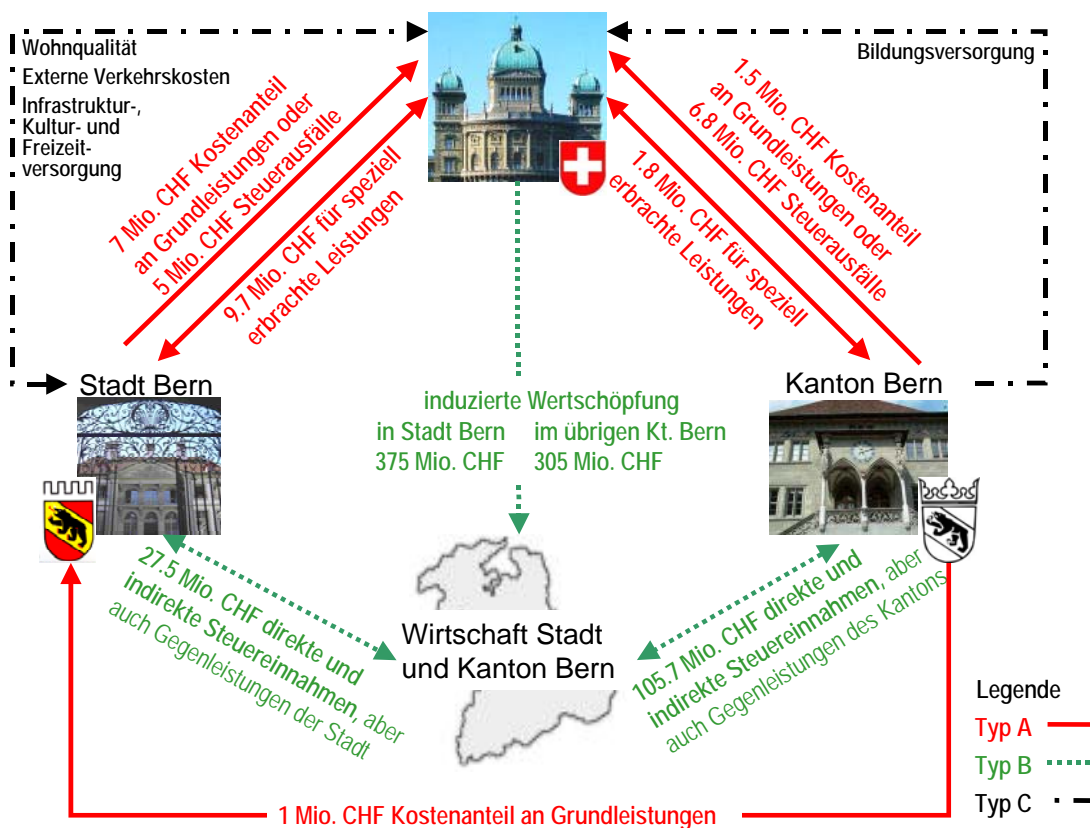 Wohnqualität
Externe Verkehrskosten
Infrastruktur-,
Kultur- und
Freizeit-
versorgung
Bildungsversorgung
7 Mio. CHF Kostenanteil
an Grundleistungen oder
5 Mio. CHF Steuerausfälle
9.7 Mio. CHF für speziell
erbrachte Leistungen
1.5 Mio. CHF Kostenanteil
an Grundleistungen oder
6.8 Mio. CHF Steuerausfälle
1.8 Mio. CHF für speziell
erbrachte Leistungen
Stadt Bern
Kanton Bern
induzierte Wertschöpfung
in Stadt Bern im übrigen Kt. Bern
375 Mio. CHF 305 Mio. CHF
27.5 Mio. CHF direkte und
indirekte Steuereinnahmen, aber
auch Gegenleistungen der Stadt
Wirtschaft Stadt
und Kanton Bern
105.7 Mio. CHF direkte und
indirekte Steuereinnahmen, aber
auch Gegenleistungen des Kantons
Legende
Typ A
Typ B
Typ C
1 Mio. CHF Kostenanteil an Grundleistungen